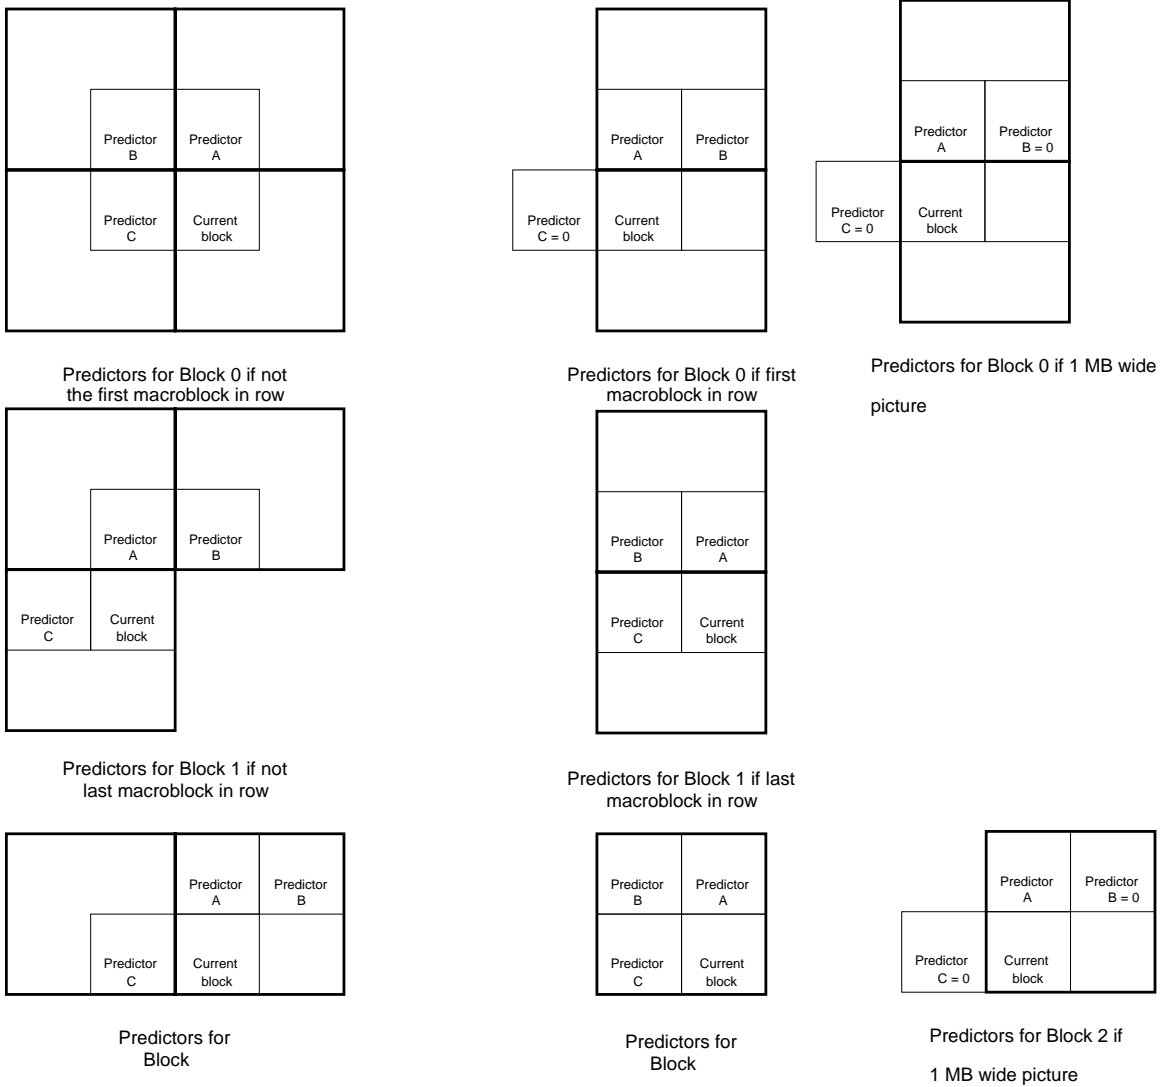 Predictor
B
Predictor
A
Predictor
C
Current
block
Predictors for Block 0 if not
the first macroblock in row
Predictor
A
Predictor
B
Predictor
C = 0
Current
block
Predictors for Block 0 if first
macroblock in row
Predictor
A
Predictor
B = 0
Predictor
C = 0
Current
block
Predictors for Block 0 if 1 MB wide
picture
Predictor
A
Predictor
B
Predictor
C
Current
block
Predictors for Block 1 if not
last macroblock in row
Predictor
B
Predictor
A
Predictor
C
Current
block
Predictors for Block 1 if last
macroblock in row
Predictor
A
Predictor
B
Predictor
C
Current
block
Predictors for
Block
Predictor
B
Predictor
A
Predictor
C
Current
block
Predictors for
Block
Predictor
A
Predictor
B = 0
Predictor
C = 0
Current
block
Predictors for Block 2 if
1 MB wide picture